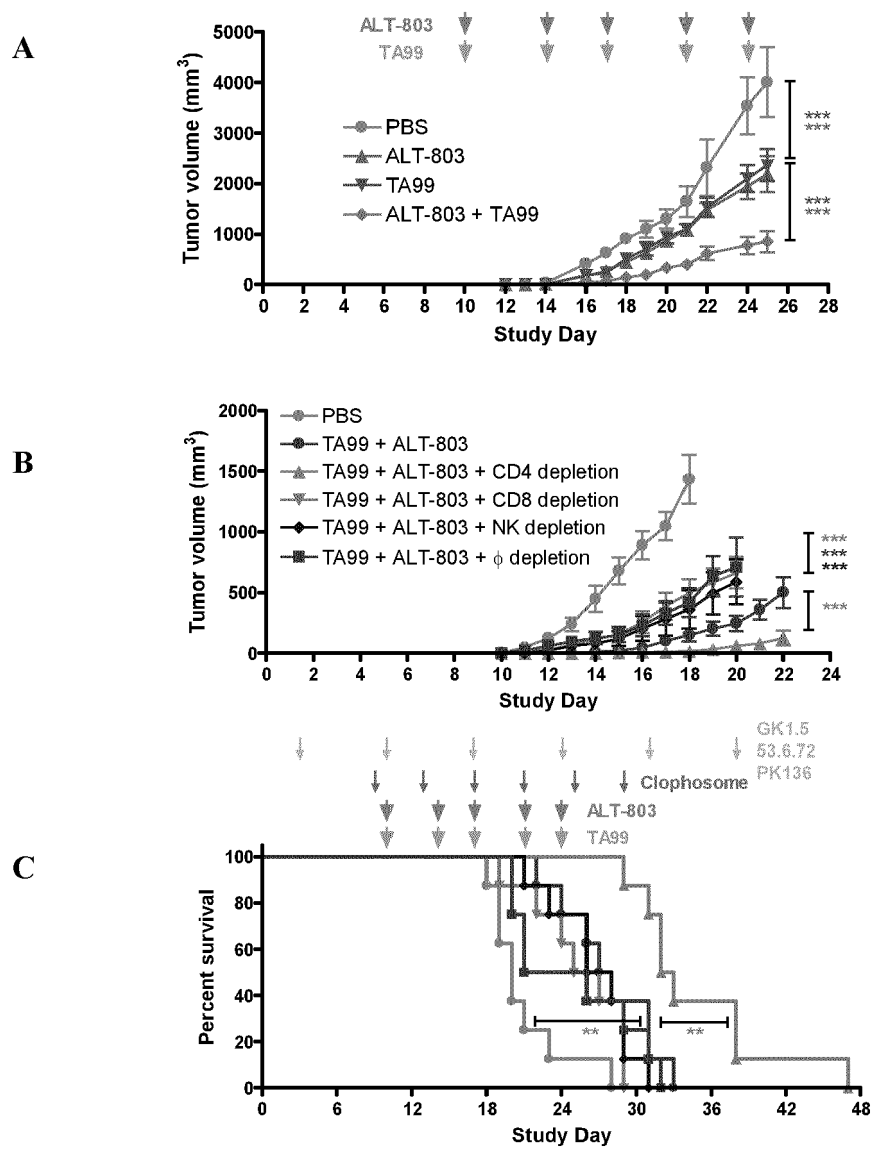 A
ALT-803
TA99
Tumor volume (mm³)
5000
4000
3000
2000
1000
0
PBS
ALT-803
TA99
ALT-803 + TA99
***
***
***
***
0 2 4 6 8 10 12 14 16 18 20 22 24 26 28
Study Day
B
Tumor volume (mm³)
2000
1500
1000
500
0
PBS
TA99 + ALT-803
TA99 + ALT-803 + CD4 depletion
TA99 + ALT-803 + CD8 depletion
TA99 + ALT-803 + NK depletion
TA99 + ALT-803 + ϕ depletion
***
***
***
***
0 2 4 6 8 10 12 14 16 18 20 22 24
Study Day
GK1.5
53.6.72
PK136
Clophosome
ALT-803
TA99
C
Percent survival
100
80
60
40
20
0
**
**
0 6 12 18 24 30 36 42 48
Study Day